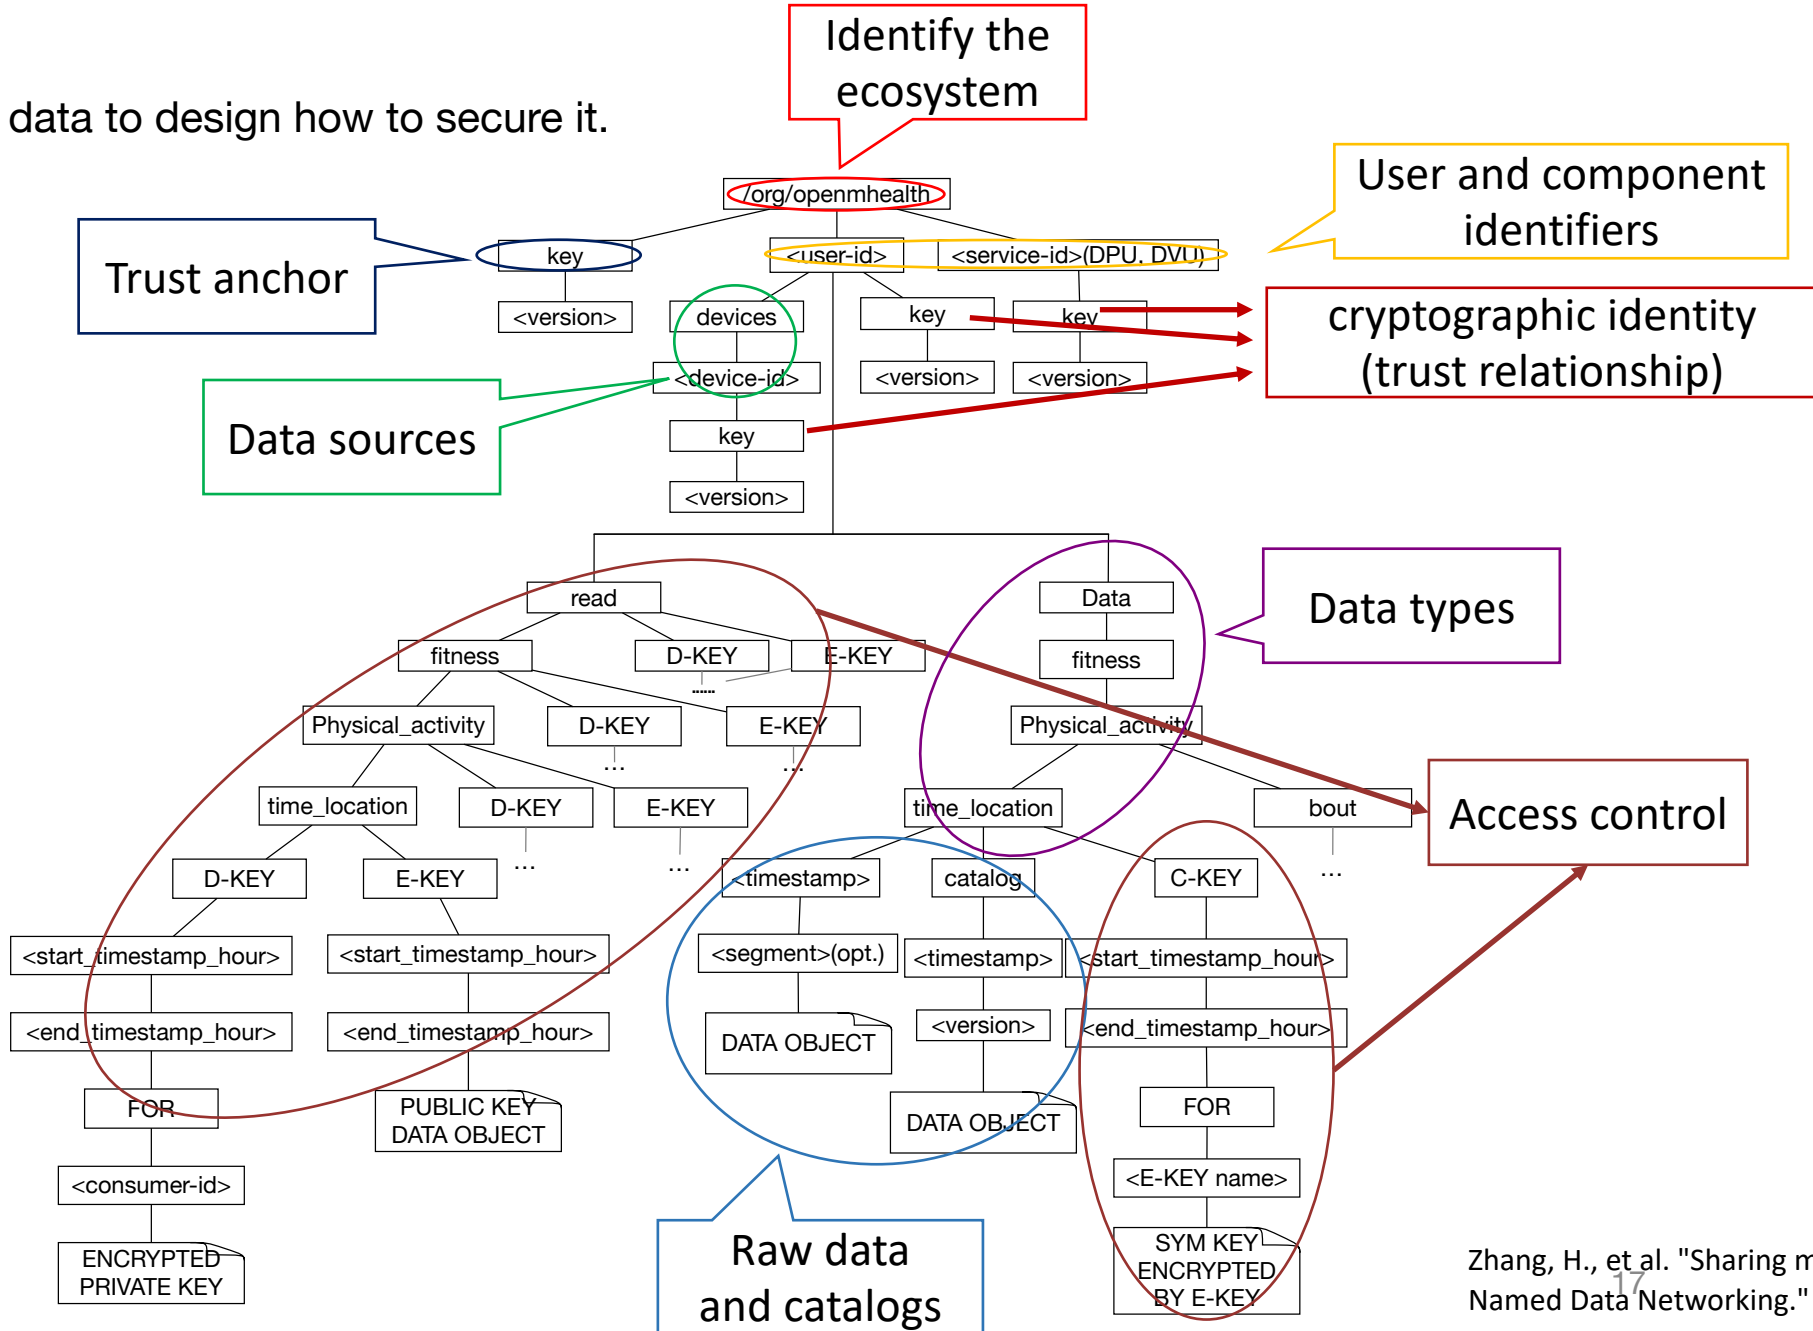 Identify the
ecosystem
data to design how to secure it.
User and component
identifiers
/org/openmhealth
Trust anchor
key
<user-id>
<service-id>(DPU, DVU)
<version>
devices
key
key
cryptographic identity
(trust relationship)
<device-id>
<version>
<version>
Data sources
key
<version>
read
Data
Data types
fitness
D-KEY
E-KEY
fitness
......
Physical_activity
D-KEY
E-KEY
Physical_activity
...
...
time_location
D-KEY
E-KEY
time_location
bout
Access control
...
...
...
D-KEY
E-KEY
<timestamp>
catalog
C-KEY
<start_timestamp_hour>
<start_timestamp_hour>
<segment>(opt.)
<timestamp>
<start_timestamp_hour>
<end_timestamp_hour>
<end_timestamp_hour>
DATA OBJECT
<version>
<end_timestamp_hour>
FOR
PUBLIC KEY
DATA OBJECT
DATA OBJECT
FOR
<consumer-id>
<E-KEY name>
ENCRYPTED
PRIVATE KEY
Raw data
and catalogs
SYM KEY
ENCRYPTED
BY E-KEY
Zhang, H., et al. "Sharing m
17
Named Data Networking."